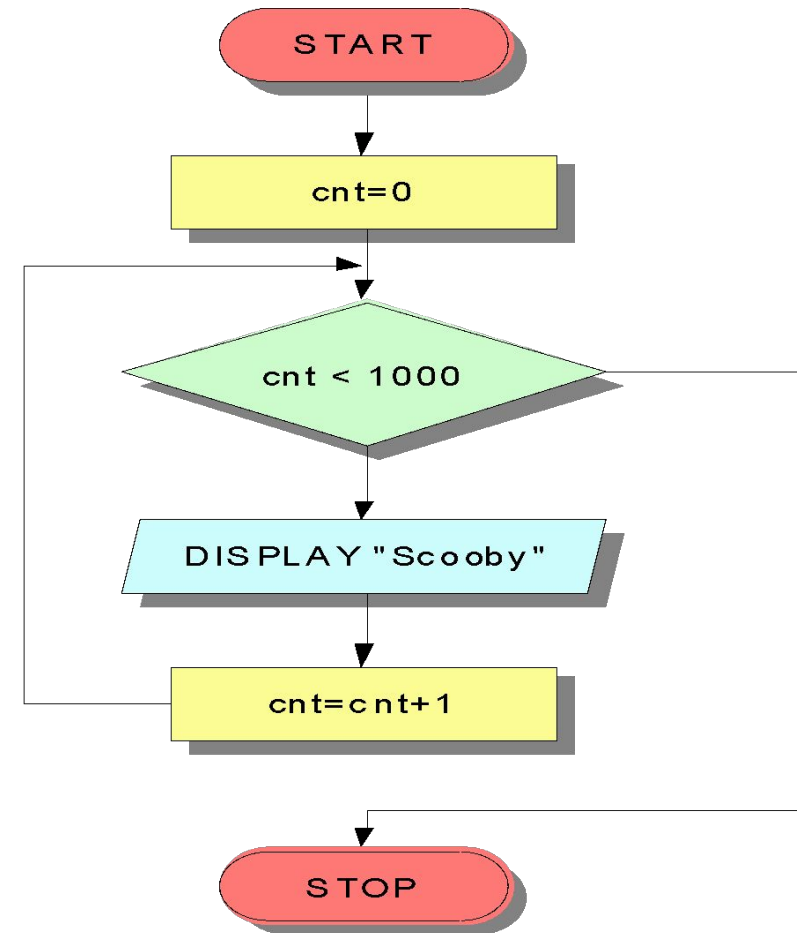 START
cnt=0
cnt < 1000
DISPLAY "Scooby"
cnt=cnt+1
STOP